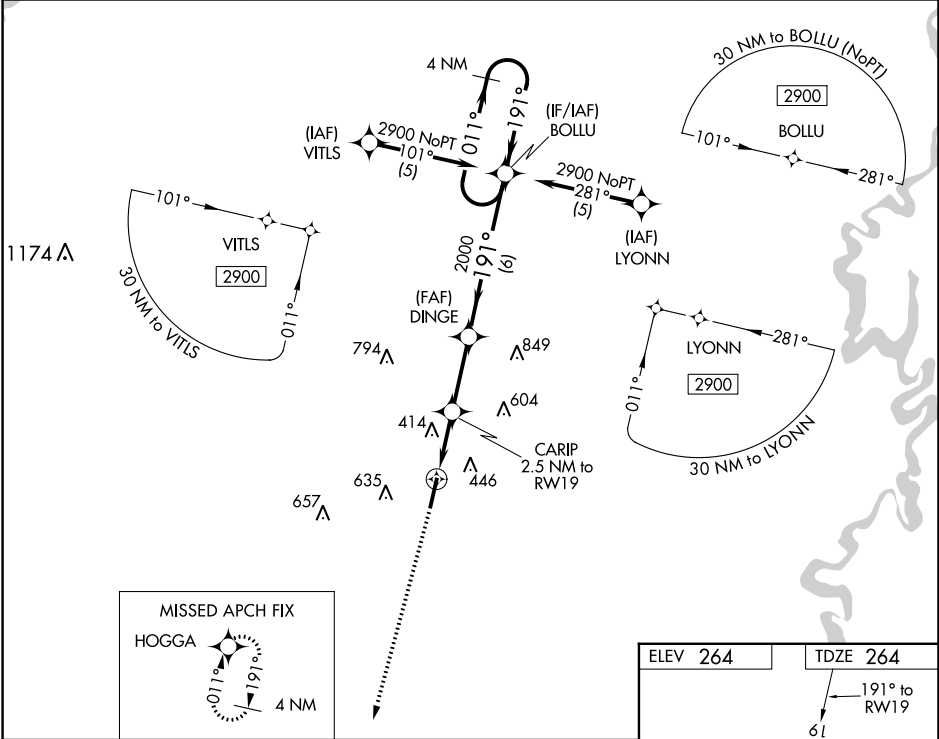 30 NM to BOLLU (NoPT)
2900
BOLLU
101°
281°
4 NM
011°
191°
(IF/IAF)
BOLLU
(IAF)
VITLS
2900 NoPT
101°
(5)
2900 NoPT
281°
(5)
(IAF)
LYONN
101°
VITLS
2900
011°
30 NM to VITLS
1174
2000
191°
(6)
(FAF)
DINGE
794
849
604
414
CARIP
2.5 NM to
RW19
446
635
657
LYONN
281°
2900
011°
30 NM to LYONN
MISSED APCH FIX
HOGGA
011°
191°
4 NM
ELEV 264
TDZE 264
191° to
RW19
19